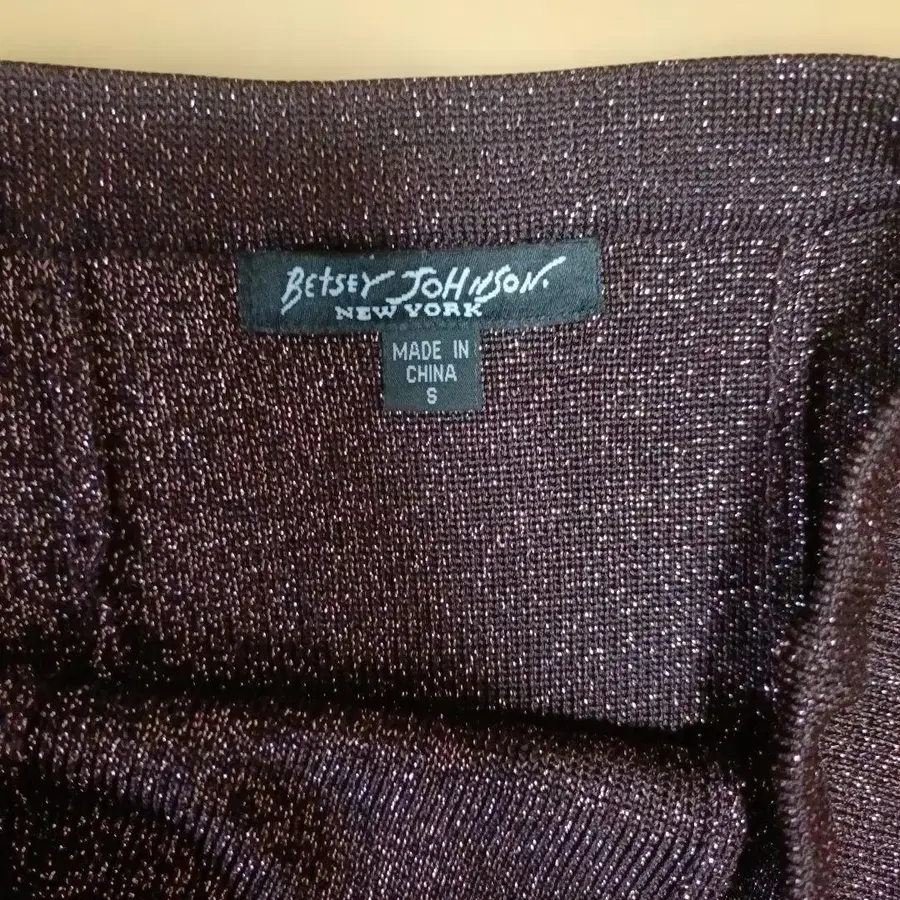 BETSEY JOHNSON.
NEW YORK
MADE IN
CHINA
S